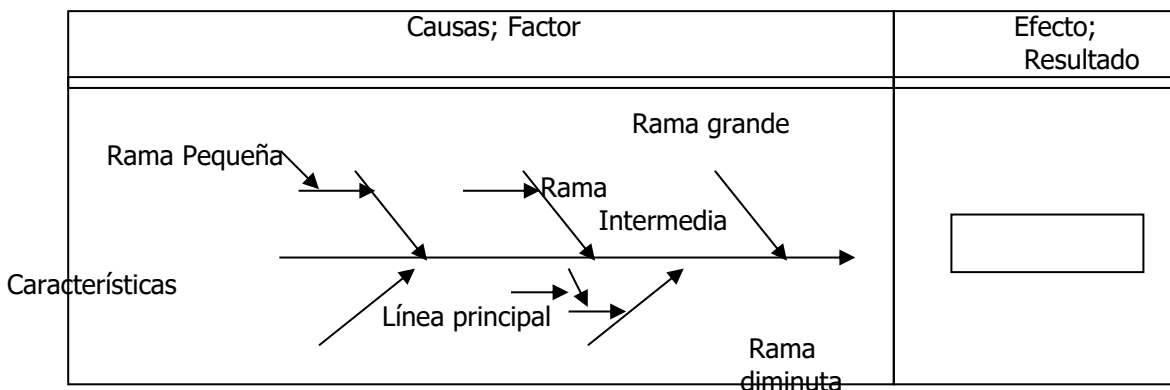 Causas; Factor
Efecto;
Resultado
Rama grande
Rama Pequeña
Rama
Intermedia
Características
Línea principal
Rama
diminuta